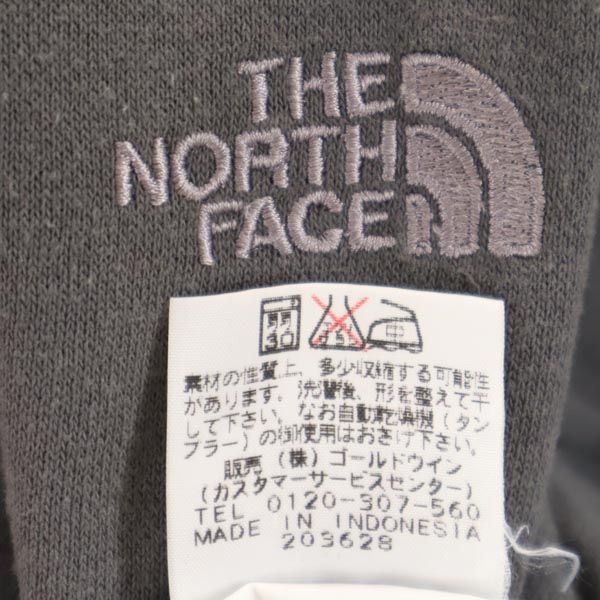 THE
NORTH
FACE
弱
30
素材の性質上、多少収縮する可能性
があります。洗濯後、形を整えて干
して下さい。なお自動乾燥機(タン
ブラー)の御使用はおさけ下さい。
販売(株)ゴールドウイン
(カスタマーサービスセンター)
TEL 0120-307-560
MADE IN INDONESIA
203628